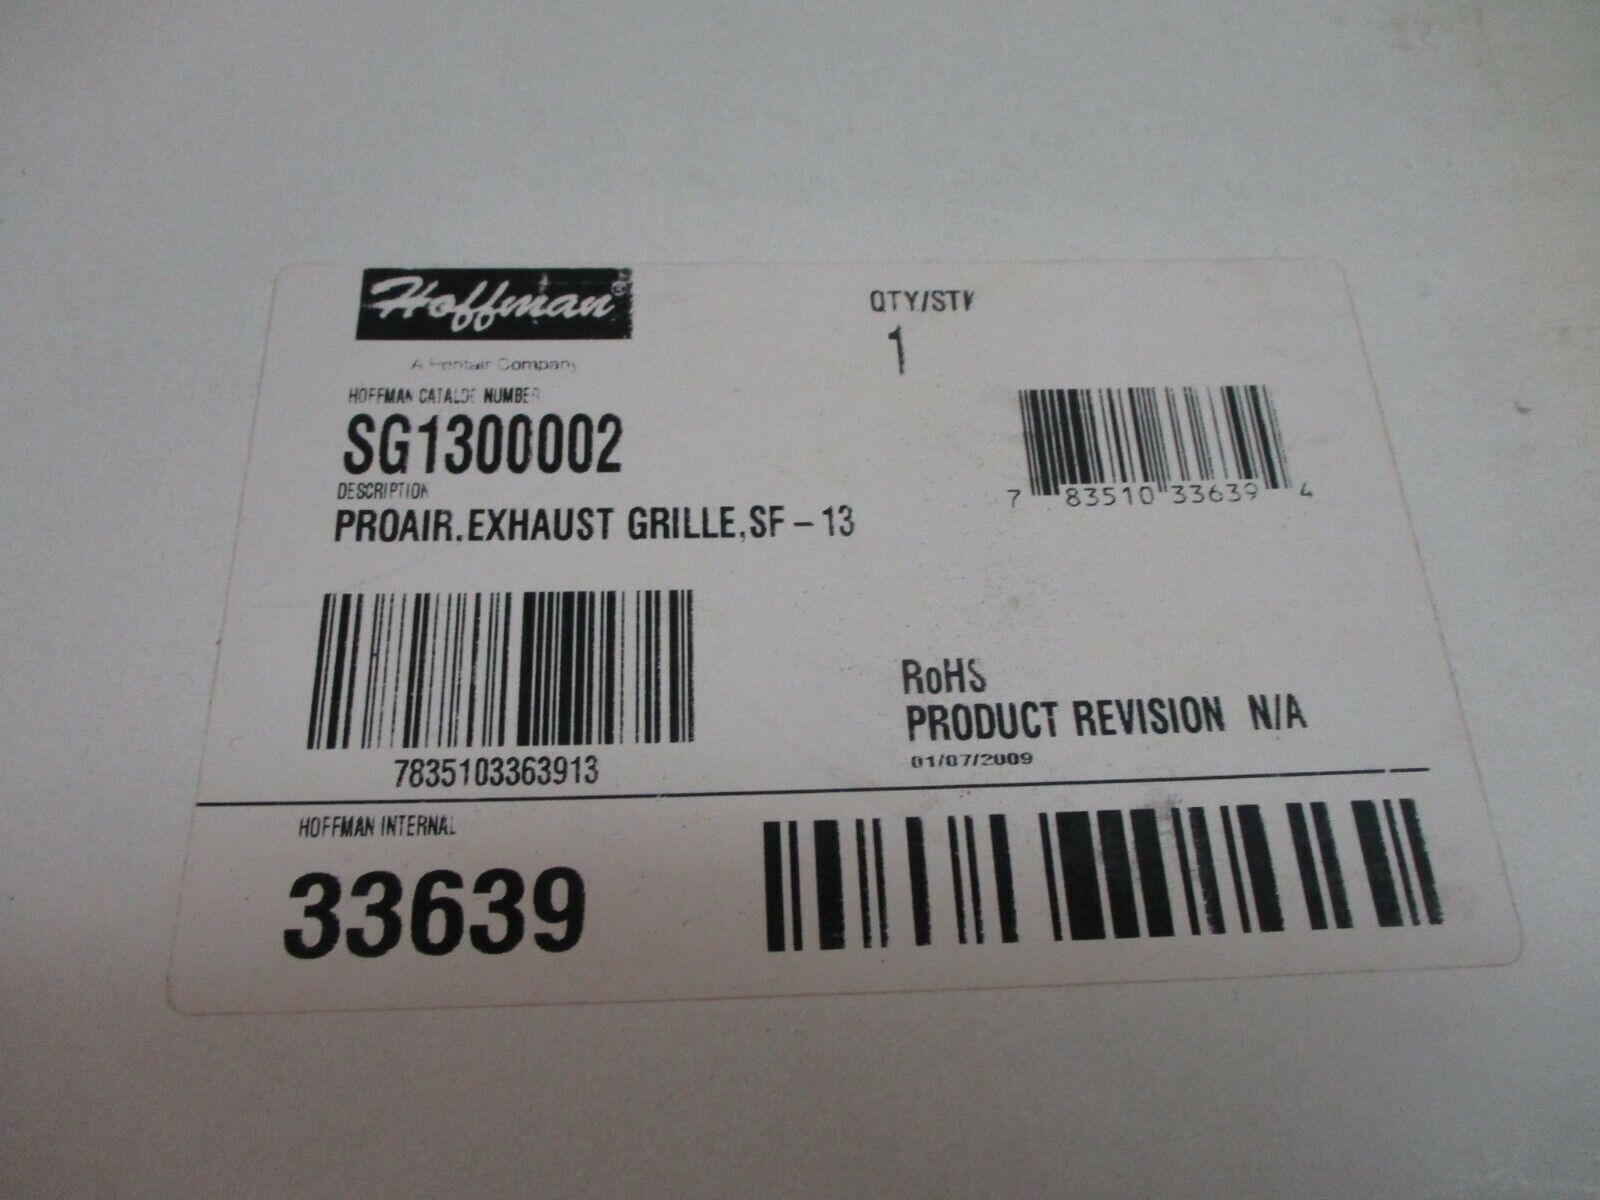 Hoffman®
A Pentair Company
QTY/STK
1
HOFFMAN CATALOG NUMBER
SG1300002
DESCRIPTION
PROAIR.EXHAUST GRILLE,SF-13
7 83510 33639 4
7835103363913
RoHS
PRODUCT REVISION N/A
01/07/2009
HOFFMAN INTERNAL
33639